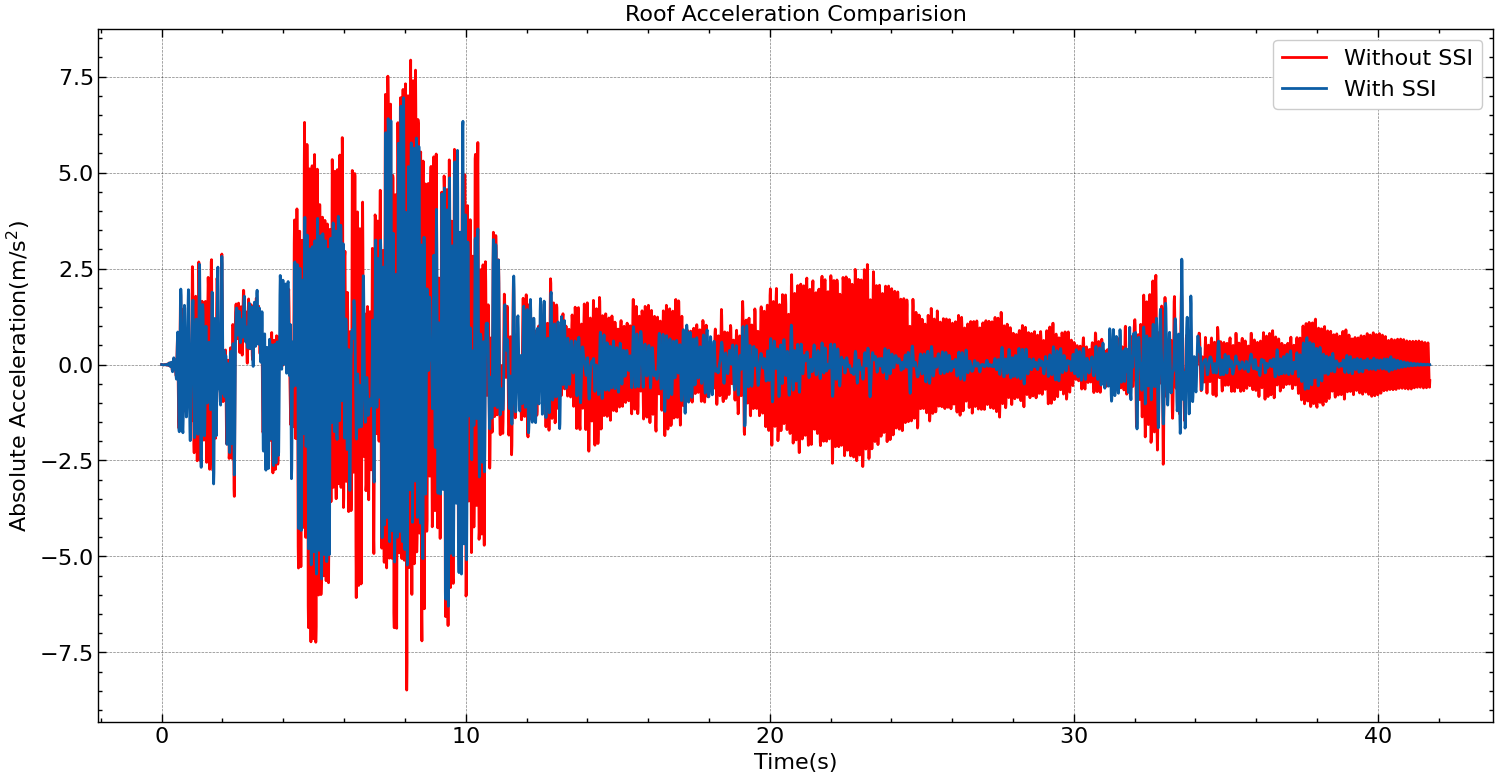 Roof Acceleration Comparision
Without SSI
With SSI
Absolute Acceleration(m/s²)
7.5
5.0
2.5
0.0
−2.5
−5.0
−7.5
0 10 20 30 40
Time(s)